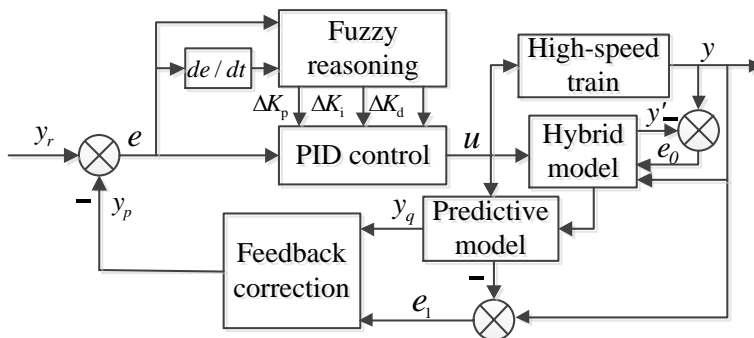 Fuzzy
reasoning
de/dt
ΔKp ΔKi ΔKd
High-speed
train
y
y'
yr
e
PID control
u
Hybrid
model
e0
yp
yq
Predictive
model
Feedback
correction
e1